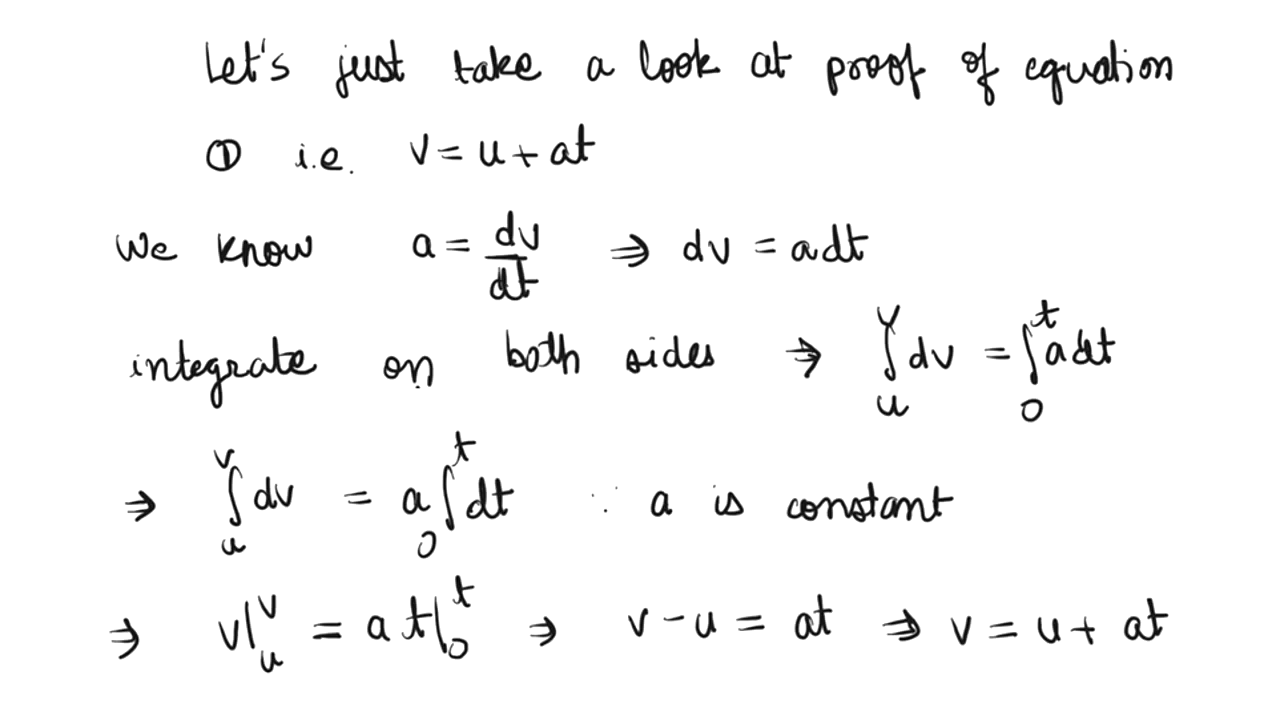 Let's just take a look at proof of equation
① i.e. v = u + at
We know a = dv/dt ⇒ dv = adt
integrate on both sides ⇒ ∫_u^v dv = ∫_0^t adt
⇒ ∫_u^v dv = a∫_0^t dt ∵ a is constant
⇒ v|_u^v = a t|_0^t ⇒ v - u = at ⇒ v = u + at